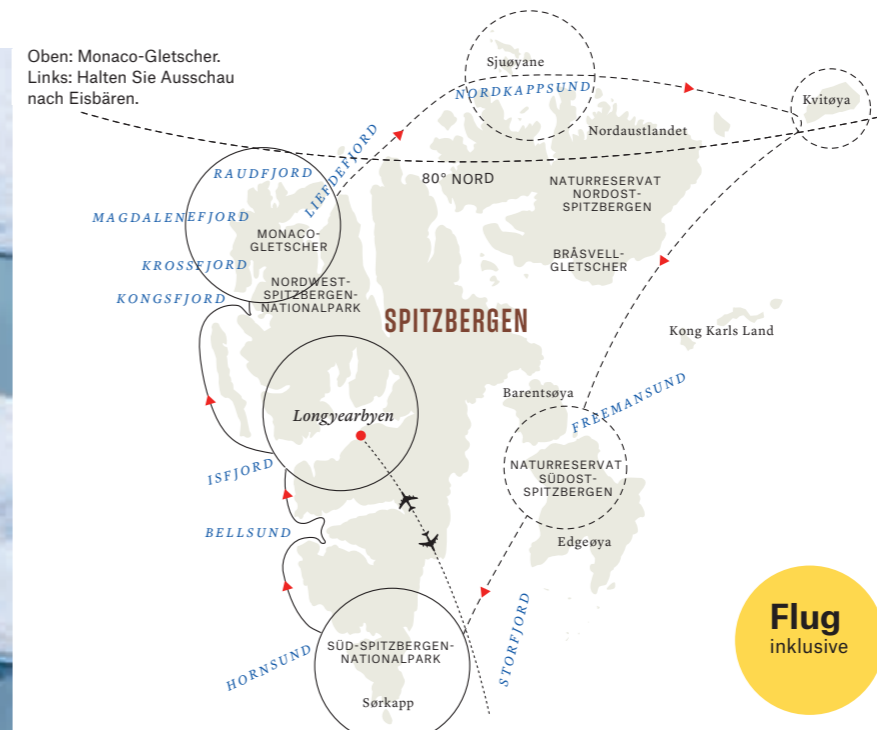 Oben: Monaco-Gletscher.
Links: Halten Sie Ausschau
nach Eisbären.
Sjuøyane
NORDKAPPSUND
Kvitøya
Nordaustlandet
LIEFDEFJORD
RAUDFJORD
80° NORD
NATURRESERVAT
NORDOST-
SPITZBERGEN
MAGDALENEFJORD
MONACO-
GLETSCHER
BRÅSVELL-
GLETSCHER
KROSSFJORD
KONGSFJORD
NORDWEST-
SPITZBERGEN-
NATIONALPARK
SPITZBERGEN
Kong Karls Land
Barentsøya
FREEMANSUND
Longyearbyen
ISFJORD
NATURRESERVAT
SÜDOST-
SPITZBERGEN
BELLSUND
Edgeøya
STORFJORD
HORNSUND
SÜD-SPITZBERGEN-
NATIONALPARK
Sørkapp
Flug
inklusive